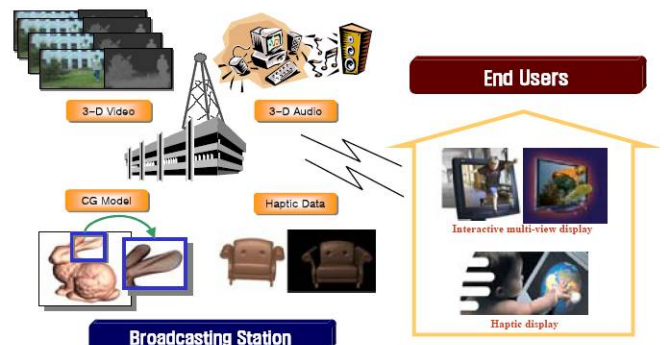 3-D Video
3-D Audio
End Users
CG Model
Haptic Data
Interactive multi-view display
Haptic display
Broadcasting Station